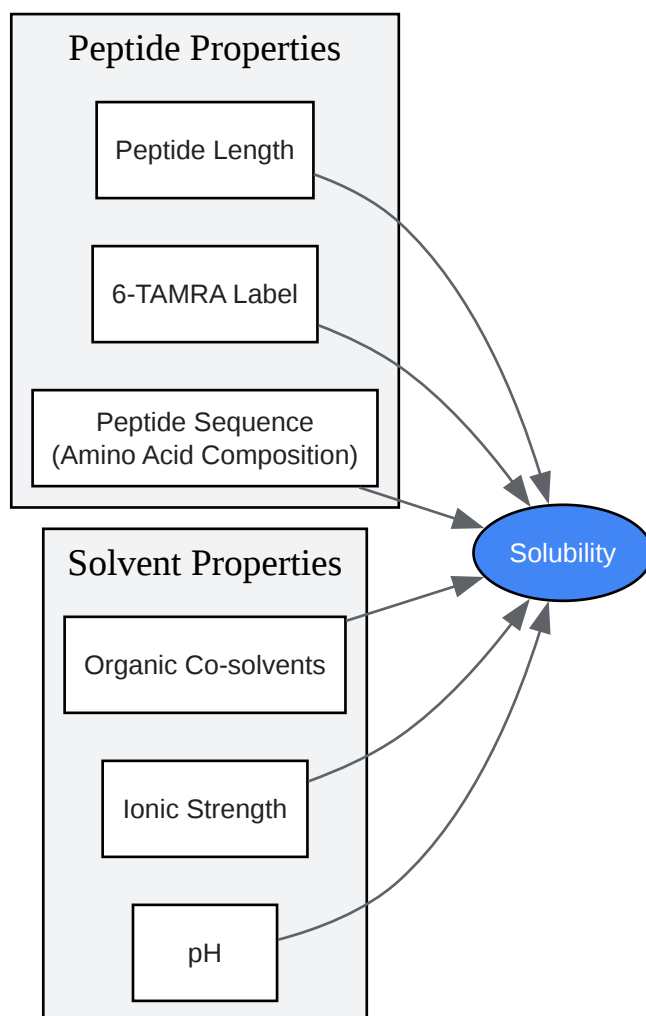 Peptide Properties
Peptide Length
6-TAMRA Label
Peptide Sequence
(Amino Acid Composition)
Solubility
Solvent Properties
Organic Co-solvents
Ionic Strength
pH